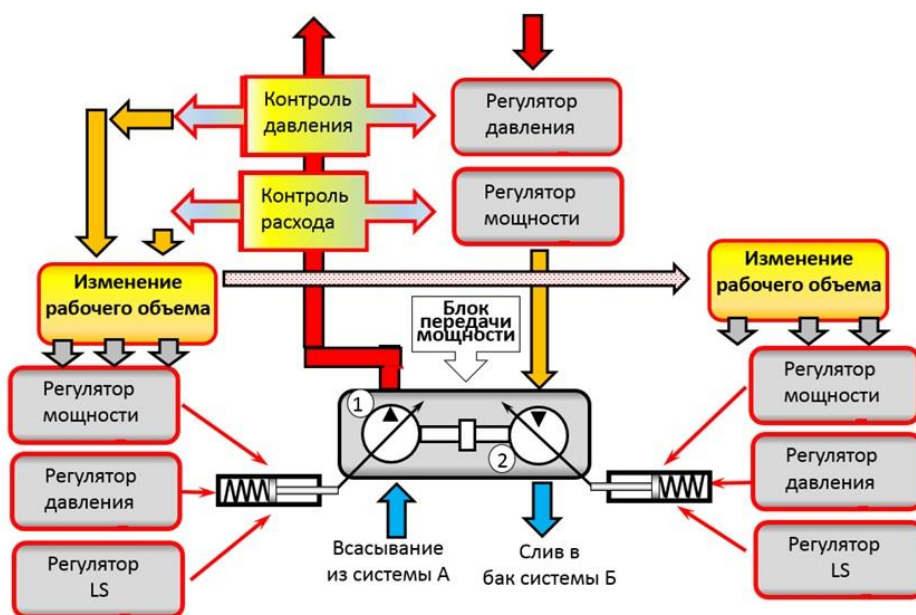 Контроль
давления
Регулятор
давления
Контроль
расхода
Регулятор
мощности
Изменение
рабочего объема
Блок
передачи
мощности
Изменение
рабочего объема
Регулятор
мощности
Регулятор
мощности
1
2
Регулятор
давления
Регулятор
давления
Всасывание
из системы А
Слив в
бак системы Б
Регулятор
LS
Регулятор
LS